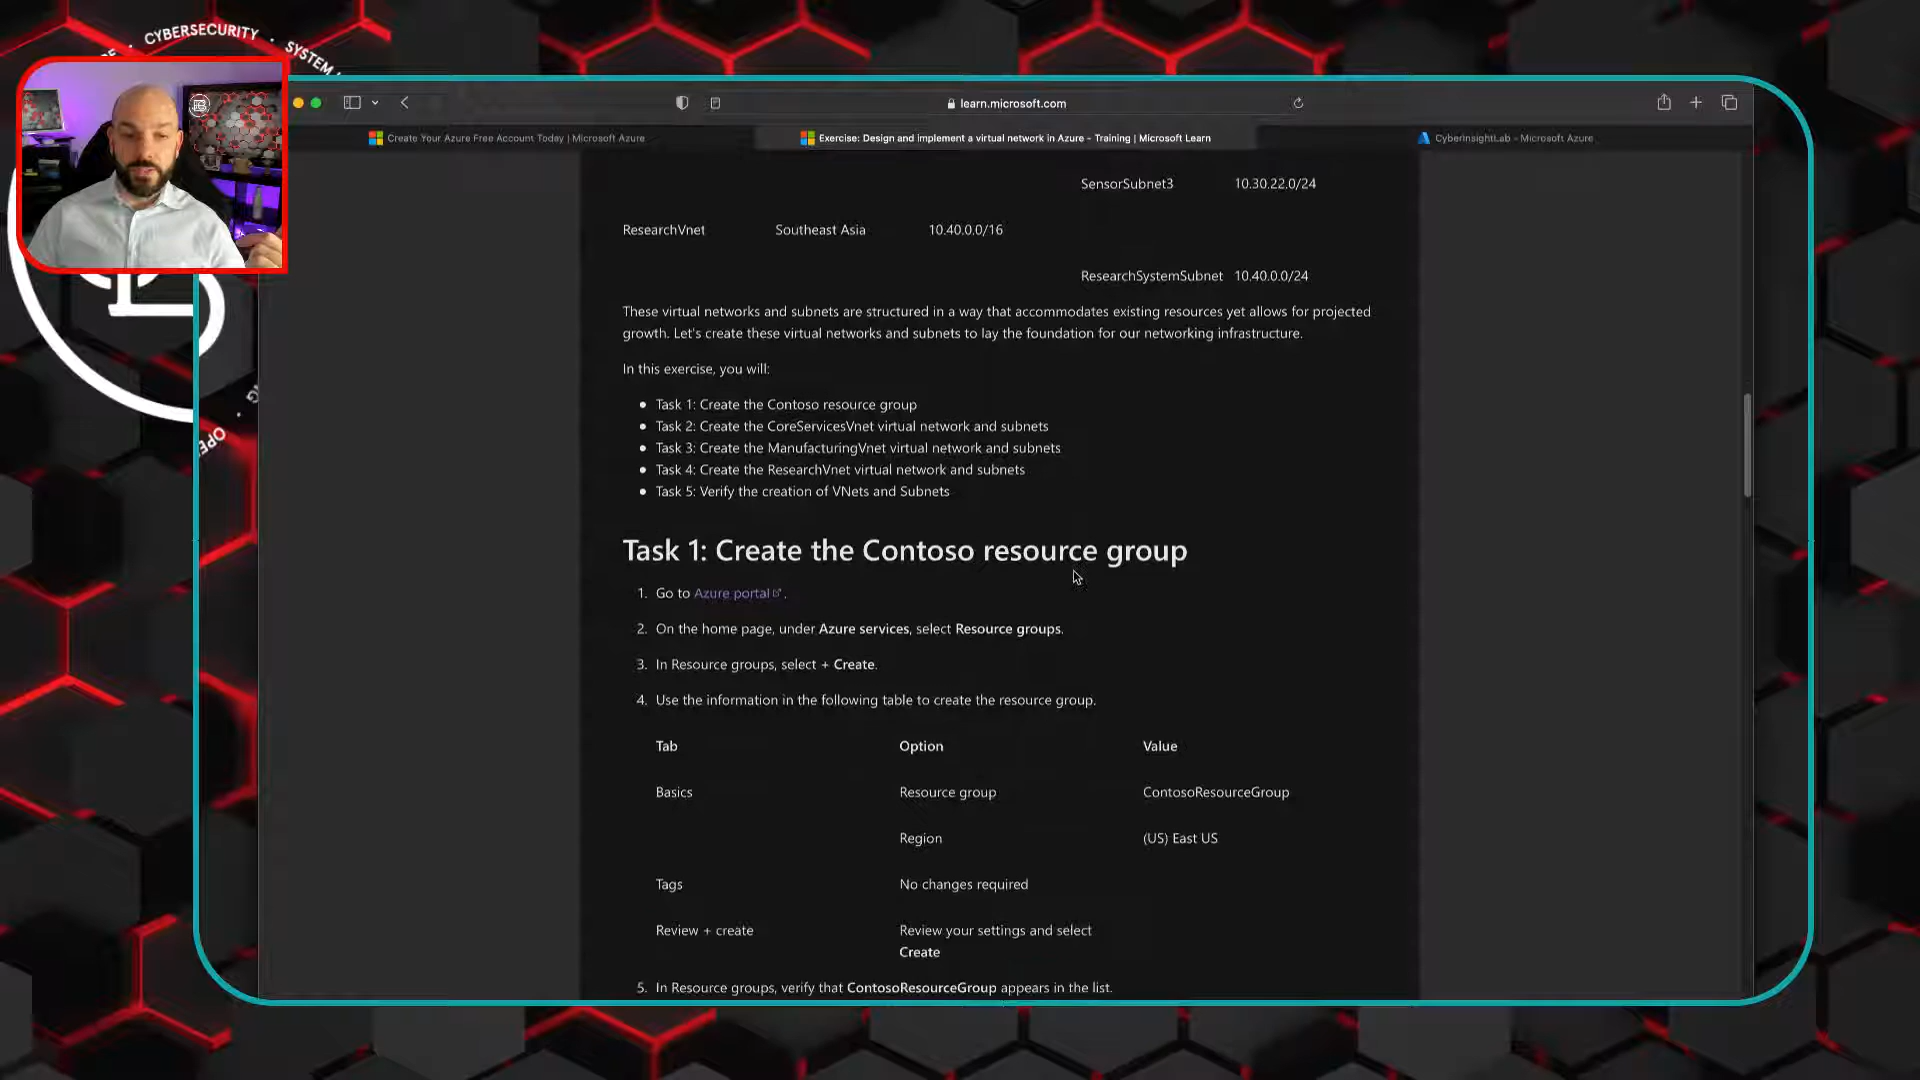 CYBERSECURITY · SYSTEM
learn.microsoft.com
Create Your Azure Free Account Today | Microsoft Azure
Exercise: Design and implement a virtual network in Azure - Training | Microsoft Learn
CyberInsightLab - Microsoft Azure
SensorSubnet3 10.30.22.0/24
ResearchVnet Southeast Asia 10.40.0.0/16
ResearchSystemSubnet 10.40.0.0/24
These virtual networks and subnets are structured in a way that accommodates existing resources yet allows for projected
growth. Let's create these virtual networks and subnets to lay the foundation for our networking infrastructure.
In this exercise, you will:
• Task 1: Create the Contoso resource group
• Task 2: Create the CoreServicesVnet virtual network and subnets
• Task 3: Create the ManufacturingVnet virtual network and subnets
• Task 4: Create the ResearchVnet virtual network and subnets
• Task 5: Verify the creation of VNets and Subnets
Task 1: Create the Contoso resource group
1. Go to Azure portal.
2. On the home page, under Azure services, select Resource groups.
3. In Resource groups, select + Create.
4. Use the information in the following table to create the resource group.
Tab Option Value
Basics Resource group ContosoResourceGroup
Region (US) East US
Tags No changes required
Review + create Review your settings and select
Create
5. In Resource groups, verify that ContosoResourceGroup appears in the list.